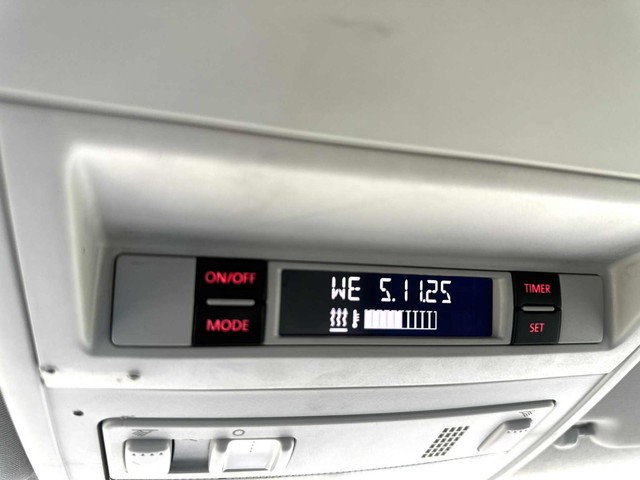 ON/OFF
WE 5.11.25
TIMER
MODE
SET